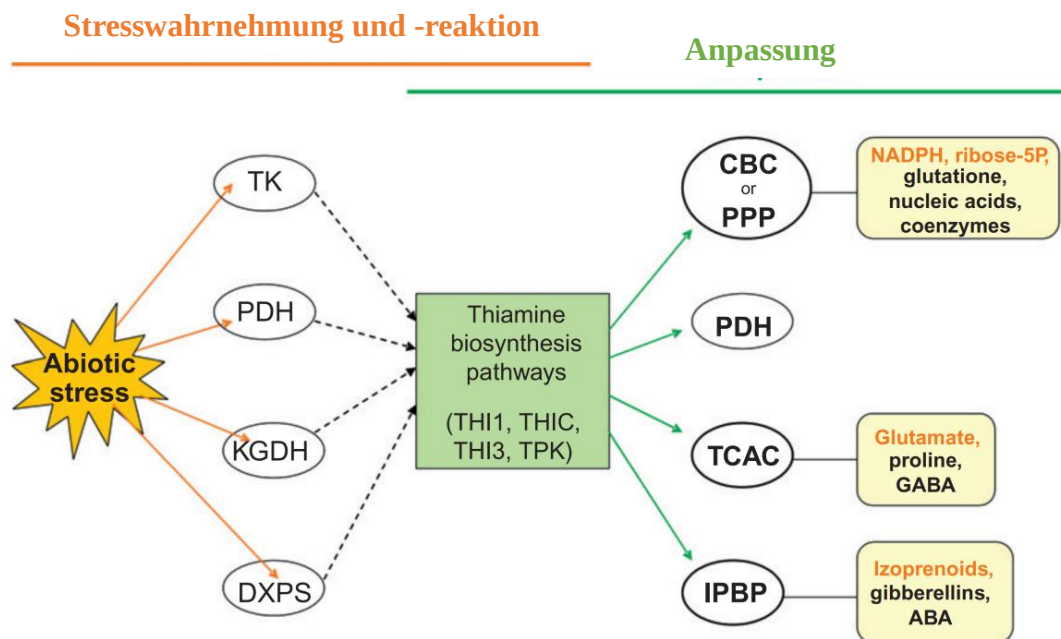 Stresswahrnehmung und -reaktion
Anpassung
TK
PDH
KGDH
DXPS
Abiotic
stress
Thiamine
biosynthesis
pathways
(THI1, THIC,
THI3, TPK)
CBC
or
PPP
NADPH, ribose-5P,
glutatione,
nucleic acids,
coenzymes
PDH
TCAC
Glutamate,
proline,
GABA
IPBP
Izoprenoids,
gibberellins,
ABA